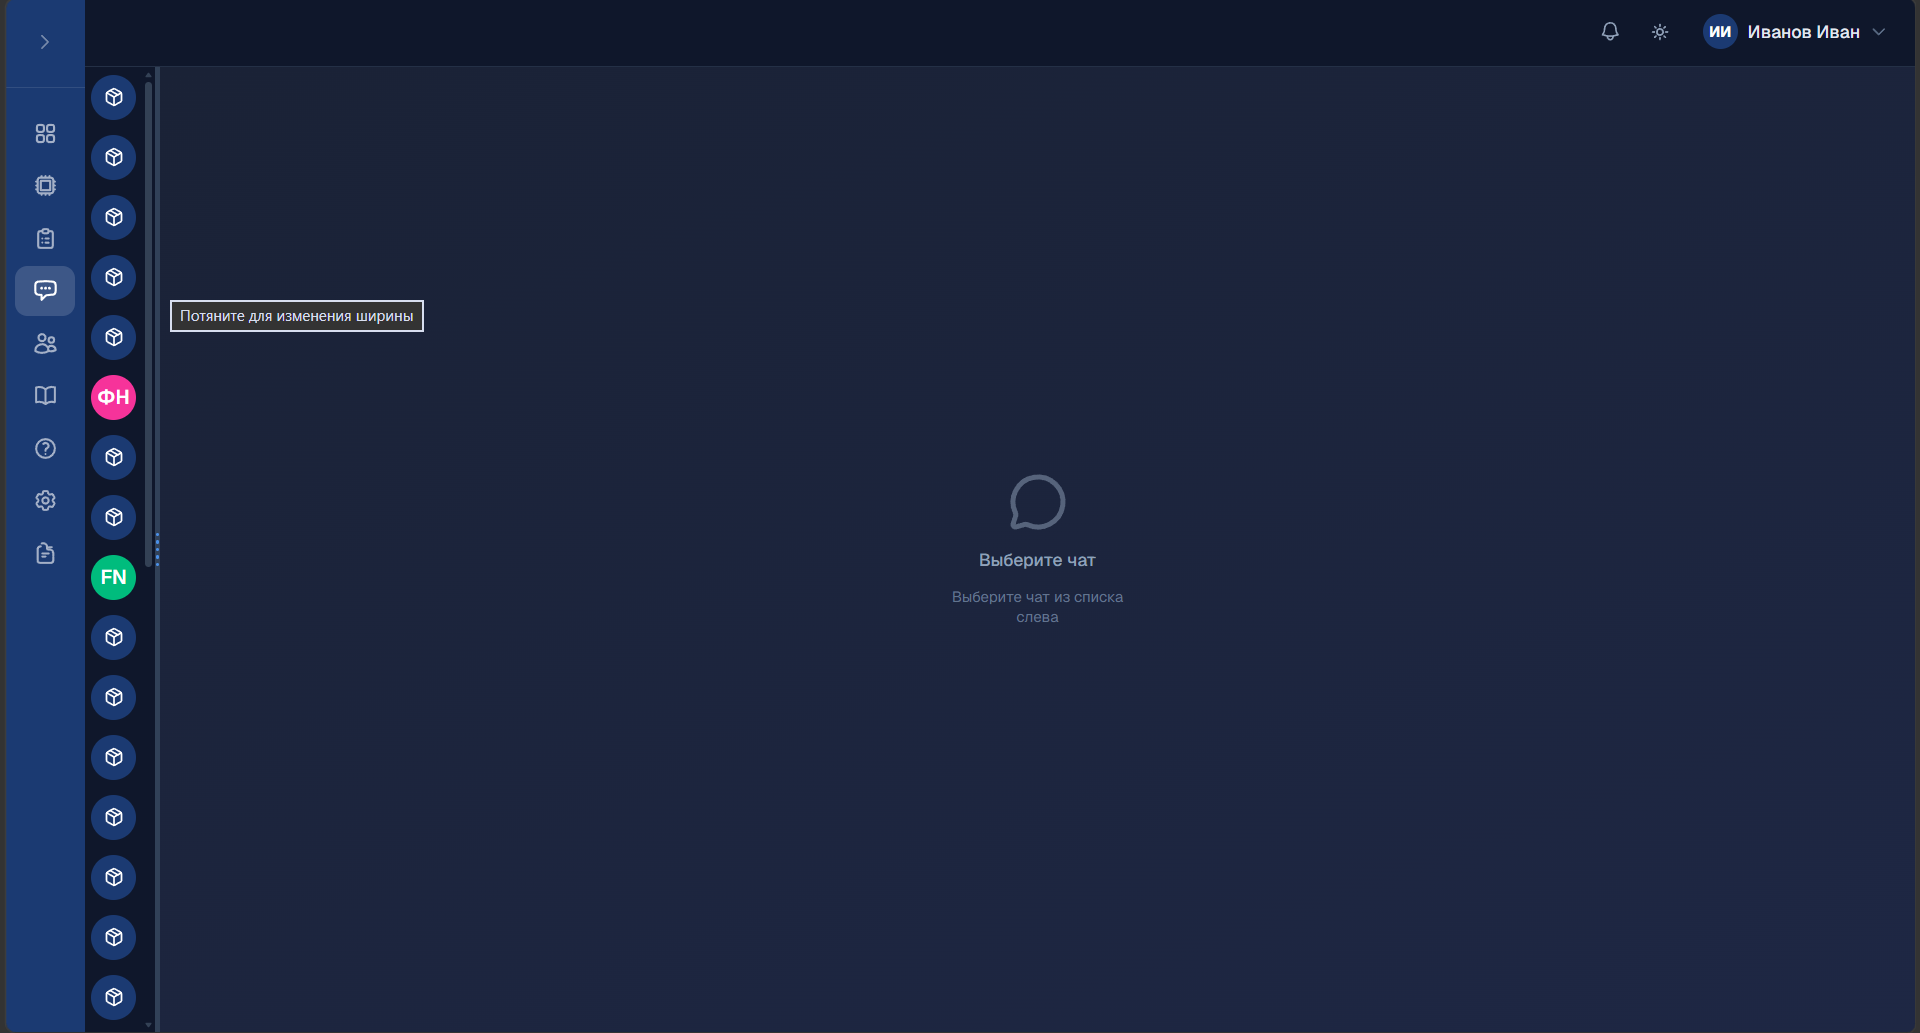 ИИ Иванов Иван
Потяните для изменения ширины
ФН
FN
Выберите чат
Выберите чат из списка
слева